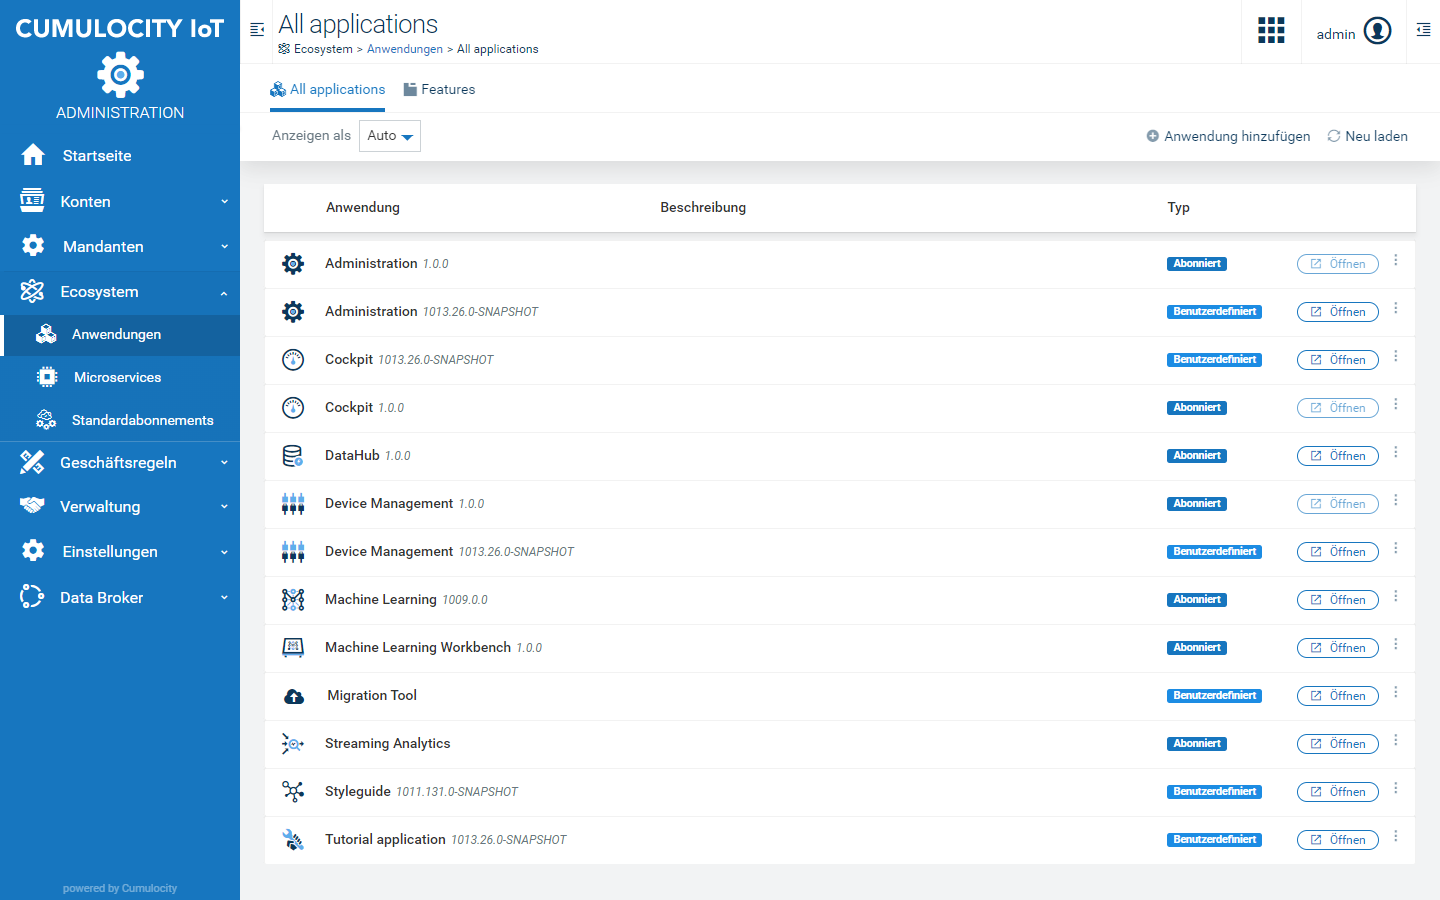 CUMULOCITY IoT
ADMINISTRATION
Startseite
Konten
Mandanten
Ecosystem
Anwendungen
Microservices
Standardabonnements
Geschäftsregeln
Verwaltung
Einstellungen
Data Broker
powered by Cumulocity
All applications
Ecosystem > Anwendungen > All applications
admin
All applications Features
Anzeigen als Auto Anwendung hinzufügen Neu laden
Anwendung Beschreibung Typ
Administration 1.0.0 Abonniert Öffnen
Administration 1013.26.0-SNAPSHOT Benutzerdefiniert Öffnen
Cockpit 1013.26.0-SNAPSHOT Benutzerdefiniert Öffnen
Cockpit 1.0.0 Abonniert Öffnen
DataHub 1.0.0 Abonniert Öffnen
Device Management 1.0.0 Abonniert Öffnen
Device Management 1013.26.0-SNAPSHOT Benutzerdefiniert Öffnen
Machine Learning 1009.0.0 Abonniert Öffnen
Machine Learning Workbench 1.0.0 Abonniert Öffnen
Migration Tool Benutzerdefiniert Öffnen
Streaming Analytics Abonniert Öffnen
Styleguide 1011.131.0-SNAPSHOT Benutzerdefiniert Öffnen
Tutorial application 1013.26.0-SNAPSHOT Benutzerdefiniert Öffnen